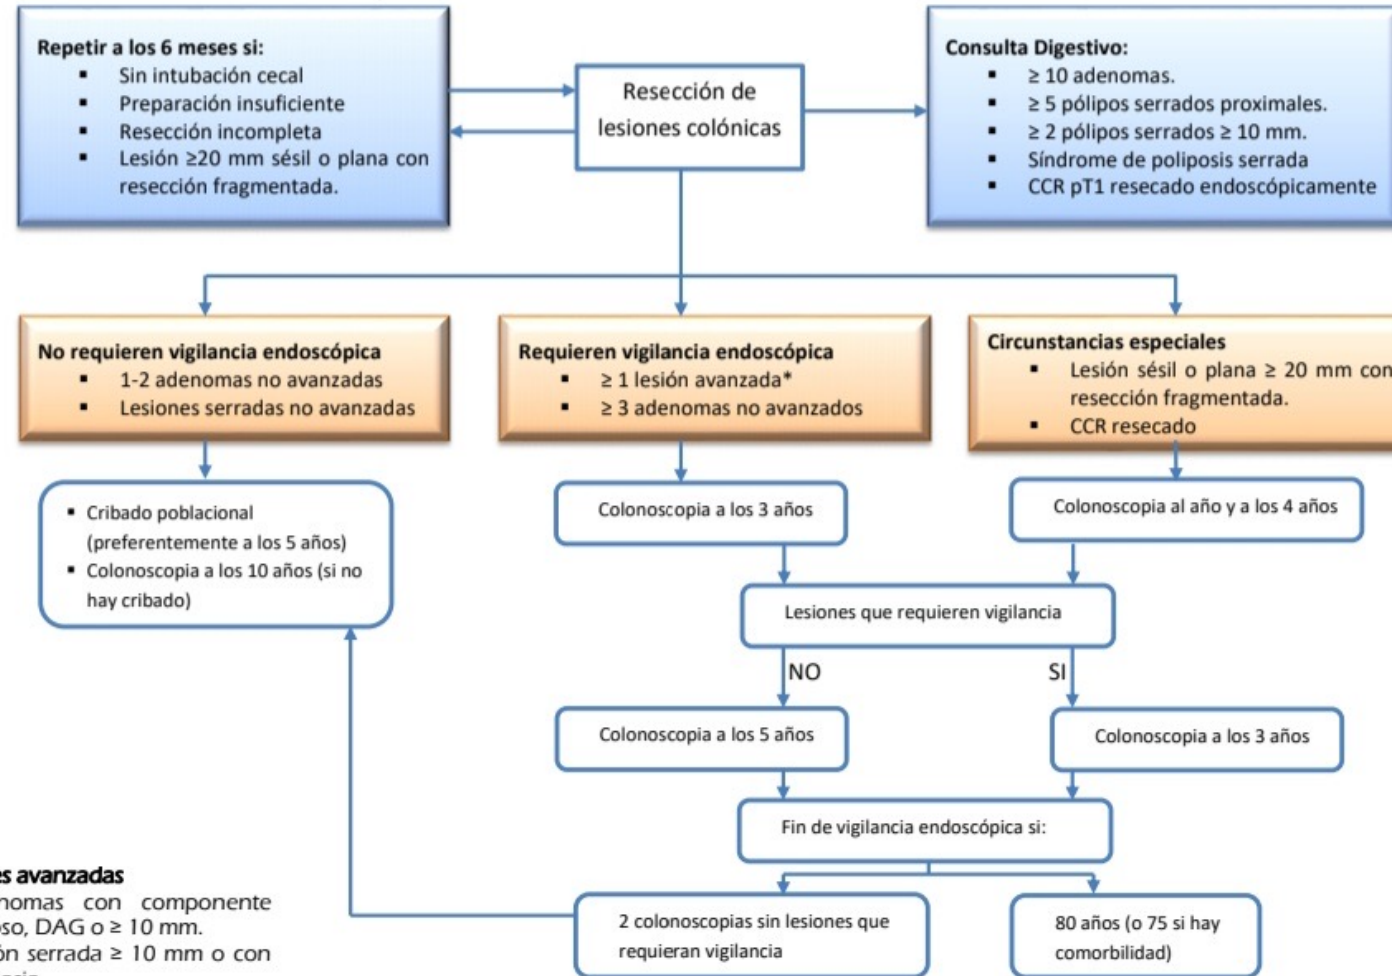 Repetir a los 6 meses si:
▪ Sin intubación cecal
▪ Preparación insuficiente
▪ Resección incompleta
▪ Lesión ≥20 mm sésil o plana con
resección fragmentada.
Resección de
lesiones colónicas
Consulta Digestivo:
▪ ≥ 10 adenomas.
▪ ≥ 5 pólipos serrados proximales.
▪ ≥ 2 pólipos serrados ≥ 10 mm.
▪ Síndrome de poliposis serrada
▪ CCR pT1 resecado endoscópicamente
No requieren vigilancia endoscópica
▪ 1-2 adenomas no avanzadas
▪ Lesiones serradas no avanzadas
Requieren vigilancia endoscópica
▪ ≥ 1 lesión avanzada*
▪ ≥ 3 adenomas no avanzados
Circunstancias especiales
▪ Lesión sésil o plana ≥ 20 mm con
resección fragmentada.
▪ CCR resecado
▪ Cribado poblacional
(preferentemente a los 5 años)
▪ Colonoscopia a los 10 años (si no
hay cribado)
Colonoscopia a los 3 años
Colonoscopia al año y a los 4 años
Lesiones que requieren vigilancia
NO
SI
Colonoscopia a los 5 años
Colonoscopia a los 3 años
Fin de vigilancia endoscópica si:
2 colonoscopias sin lesiones que
requieran vigilancia
80 años (o 75 si hay
comorbilidad)
es avanzadas
nomas con componente
oso, DAG o ≥ 10 mm.
ón serrada ≥ 10 mm o con